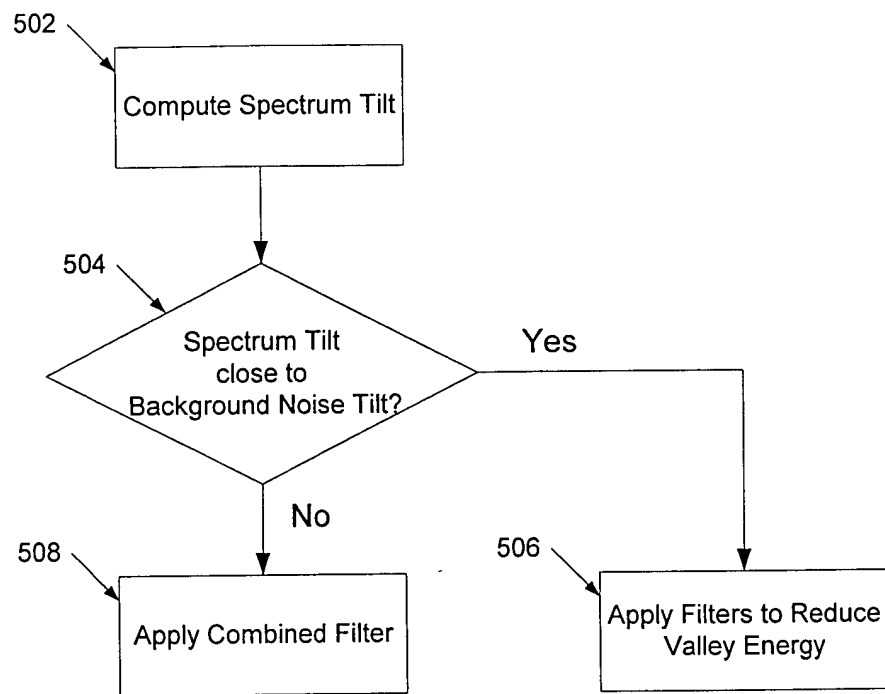 502
Compute Spectrum Tilt
504
Spectrum Tilt
close to
Background Noise Tilt?
Yes
No
508
Apply Combined Filter
506
Apply Filters to Reduce
Valley Energy